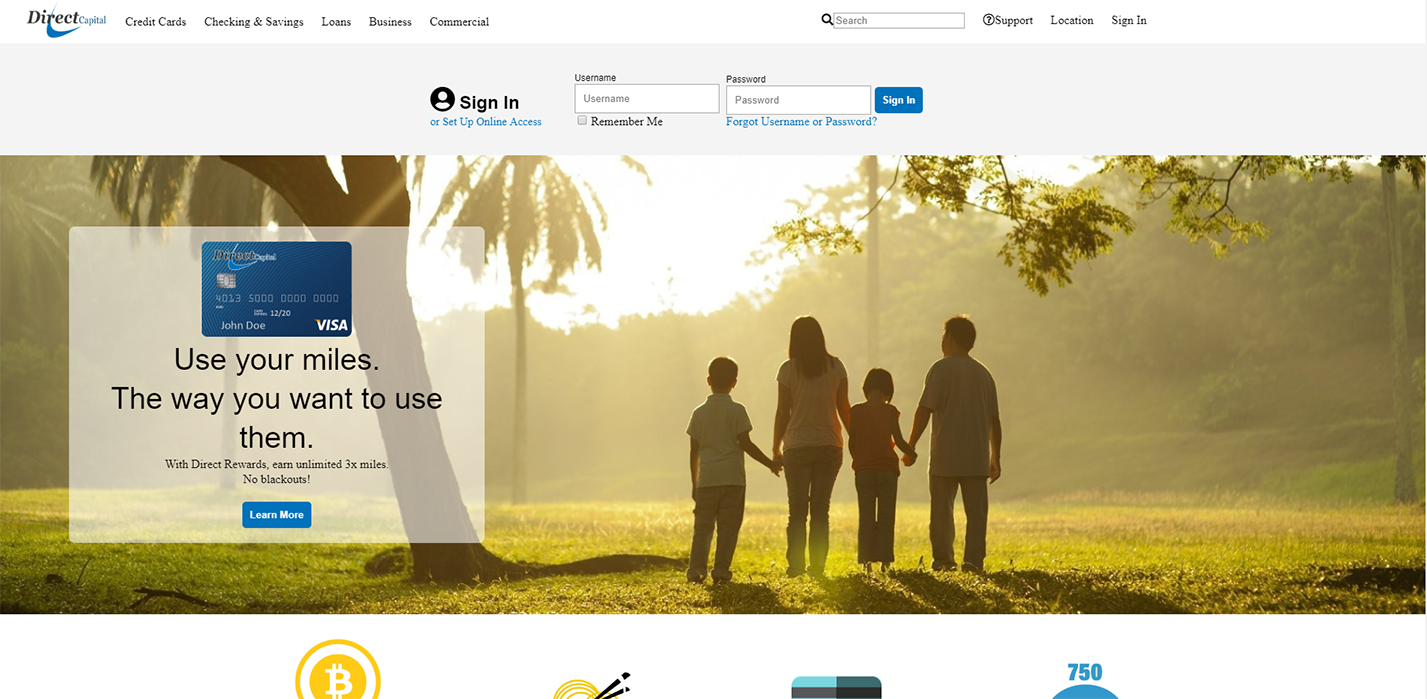 Direct Capital
Credit Cards Checking & Savings Loans Business Commercial
Search
Support Location Sign In
Sign In
or Set Up Online Access
Username
Username
Remember Me
Password
Password
Forgot Username or Password?
Sign In
Direct Capital
4013 5000 0000 0000
12/20
John Doe
VISA
Use your miles.
The way you want to use
them.
With Direct Rewards, earn unlimited 3x miles.
No blackouts!
Learn More
750